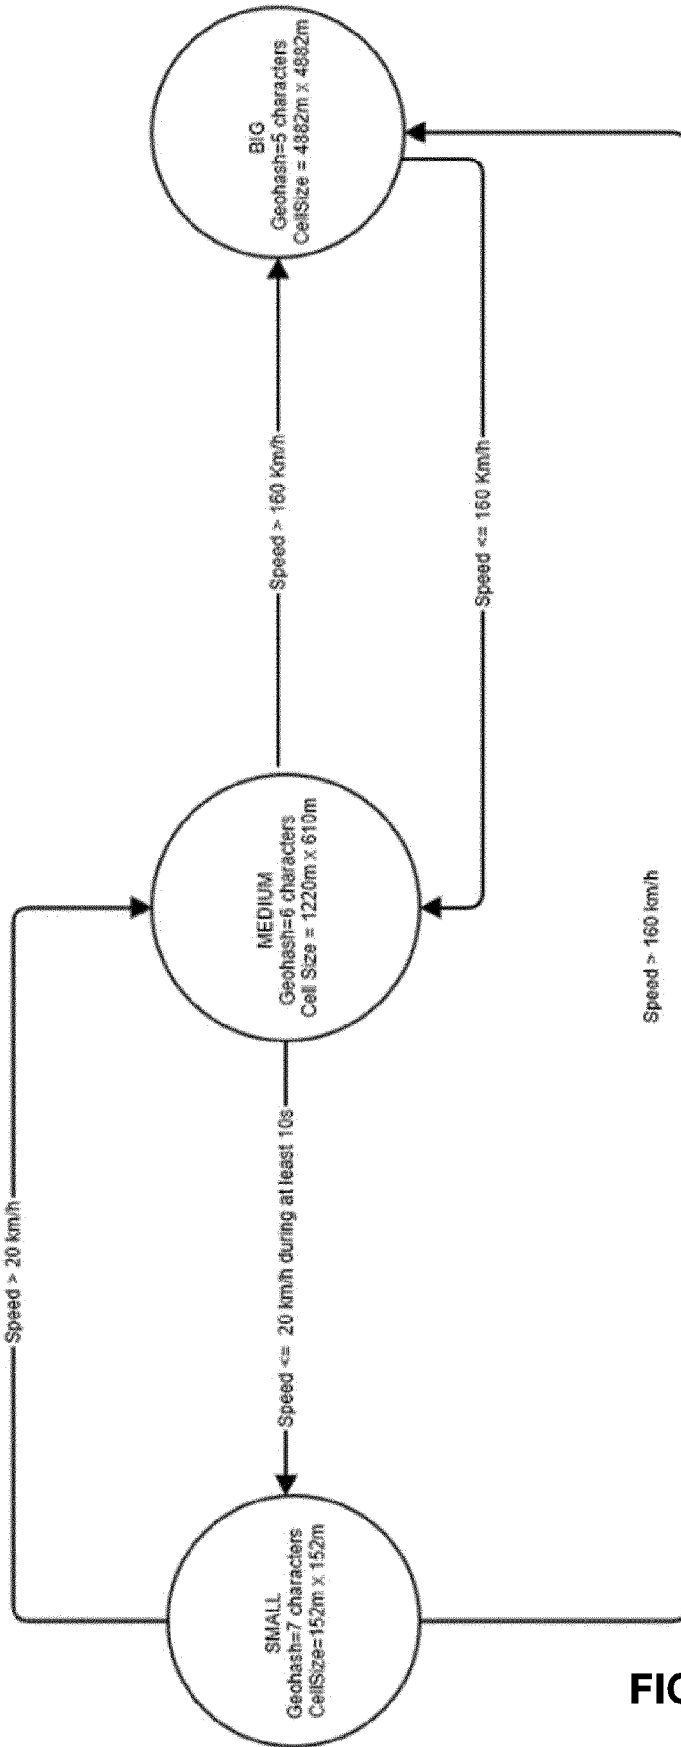 Speed > 20 km/h
SMALL
Geohash=7 characters
CellSize=152m x 152m
Speed <= 20 km/h during at least 10s
MEDIUM
Geohash=6 characters
Cell Size = 1220m x 610m
Speed > 160 Km/h
BIG
Geohash=5 characters
CellSize = 4882m x 4882m
Speed <= 160 Km/h
Speed > 160 km/h
FIG